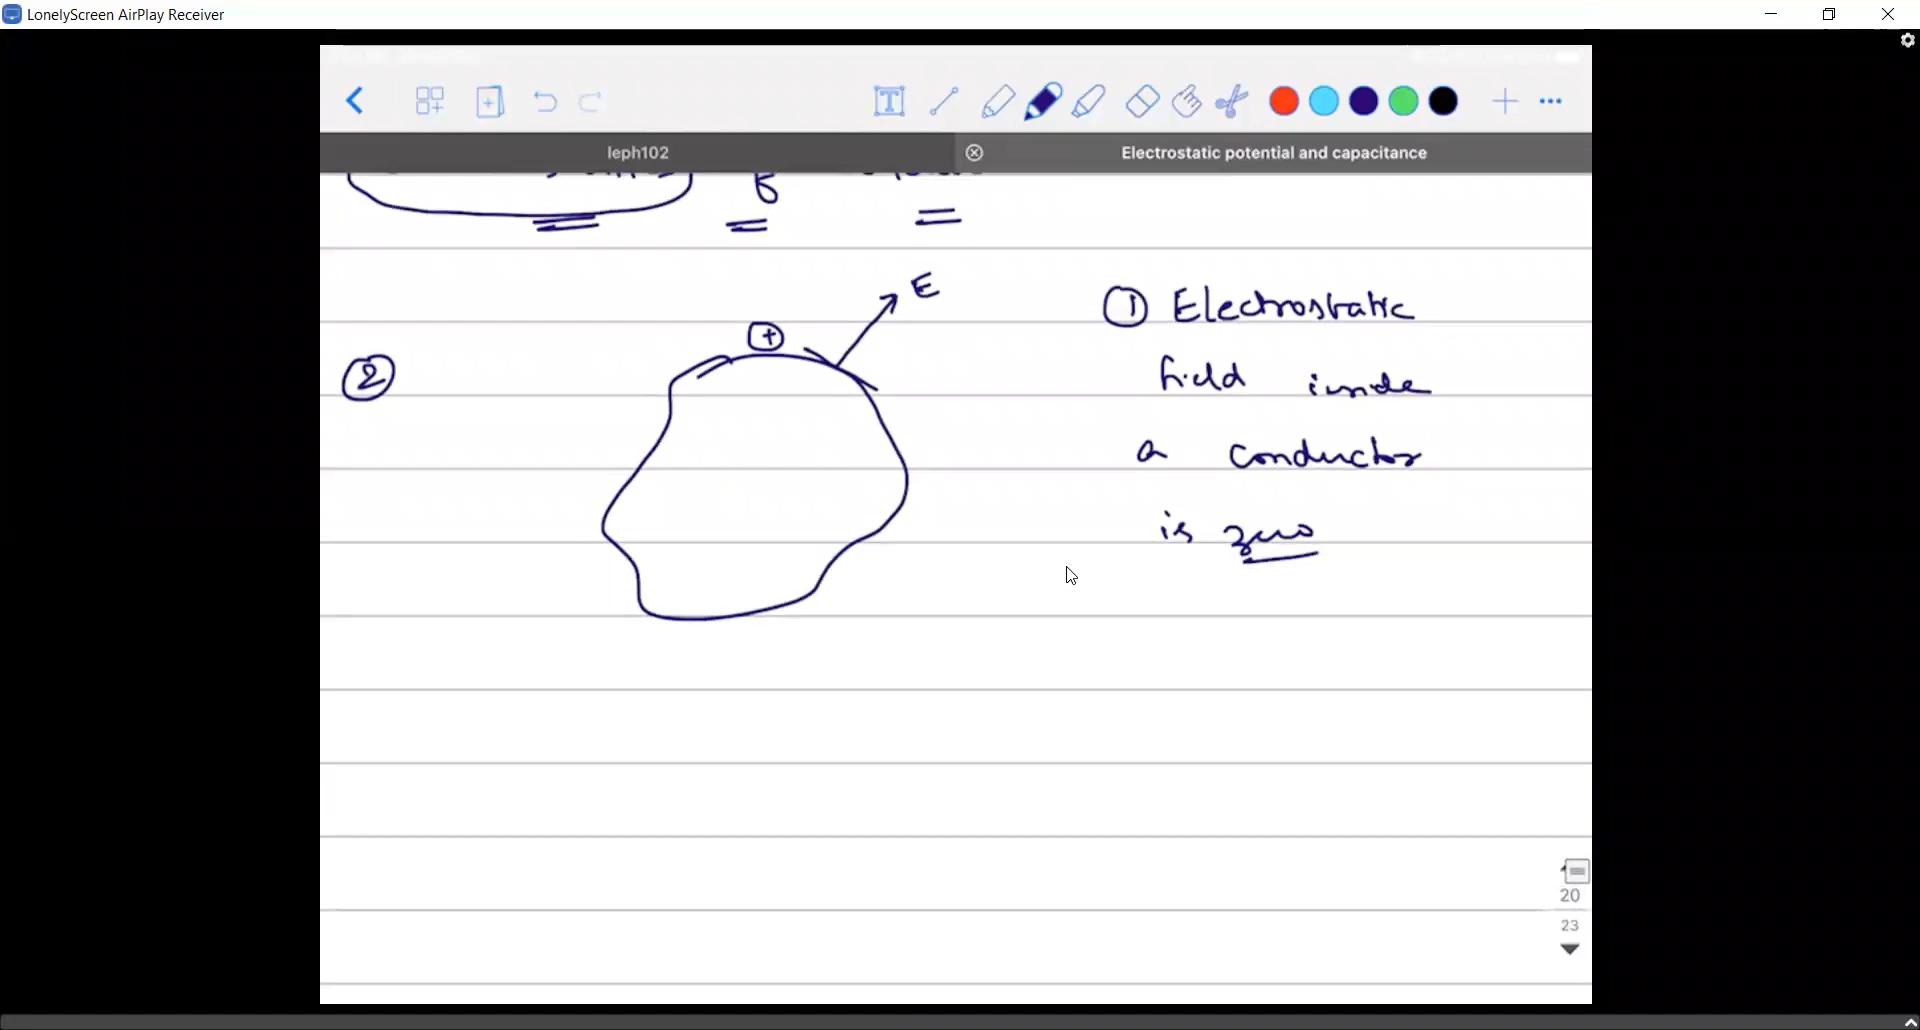 LonelyScreen AirPlay Receiver
T
leph102
Electrostatic potential and capacitance
E
+
①  Electrostatic
②
field inside
a conductor
is zero
20
23